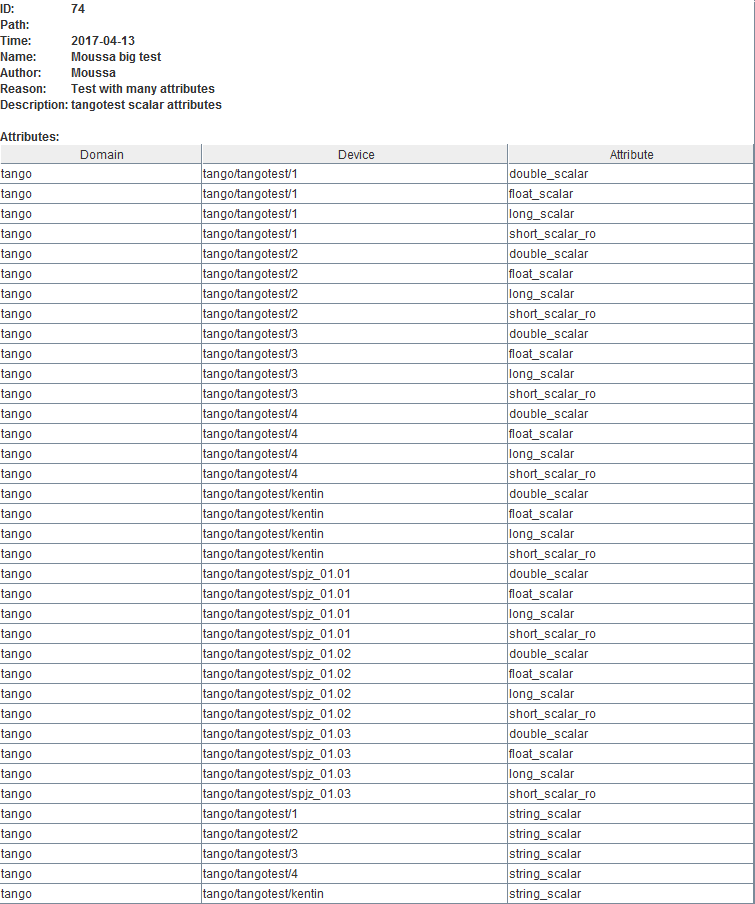 ID: 74
Path:
Time: 2017-04-13
Name: Moussa big test
Author: Moussa
Reason: Test with many attributes
Description: tangotest scalar attributes
Attributes:
Domain Device Attribute
tango tango/tangotest/1 double_scalar
tango tango/tangotest/1 float_scalar
tango tango/tangotest/1 long_scalar
tango tango/tangotest/1 short_scalar_ro
tango tango/tangotest/2 double_scalar
tango tango/tangotest/2 float_scalar
tango tango/tangotest/2 long_scalar
tango tango/tangotest/2 short_scalar_ro
tango tango/tangotest/3 double_scalar
tango tango/tangotest/3 float_scalar
tango tango/tangotest/3 long_scalar
tango tango/tangotest/3 short_scalar_ro
tango tango/tangotest/4 double_scalar
tango tango/tangotest/4 float_scalar
tango tango/tangotest/4 long_scalar
tango tango/tangotest/4 short_scalar_ro
tango tango/tangotest/kentin double_scalar
tango tango/tangotest/kentin float_scalar
tango tango/tangotest/kentin long_scalar
tango tango/tangotest/kentin short_scalar_ro
tango tango/tangotest/spjz_01.01 double_scalar
tango tango/tangotest/spjz_01.01 float_scalar
tango tango/tangotest/spjz_01.01 long_scalar
tango tango/tangotest/spjz_01.01 short_scalar_ro
tango tango/tangotest/spjz_01.02 double_scalar
tango tango/tangotest/spjz_01.02 float_scalar
tango tango/tangotest/spjz_01.02 long_scalar
tango tango/tangotest/spjz_01.02 short_scalar_ro
tango tango/tangotest/spjz_01.03 double_scalar
tango tango/tangotest/spjz_01.03 float_scalar
tango tango/tangotest/spjz_01.03 long_scalar
tango tango/tangotest/spjz_01.03 short_scalar_ro
tango tango/tangotest/1 string_scalar
tango tango/tangotest/2 string_scalar
tango tango/tangotest/3 string_scalar
tango tango/tangotest/4 string_scalar
tango tango/tangotest/kentin string_scalar